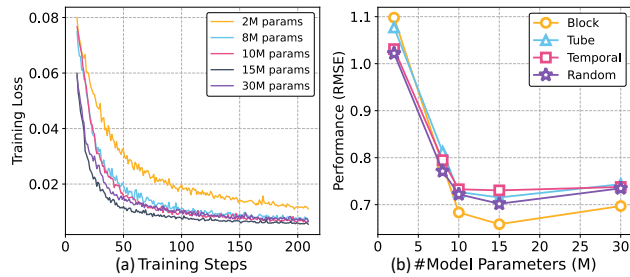 0.08
0.06
0.04
0.02
Training Loss
2M params
8M params
10M params
15M params
30M params
0 50 100 150 200
(a) Training Steps
1.1
1.0
0.9
0.8
0.7
Performance (RMSE)
Block
Tube
Temporal
Random
0 5 10 15 20 25 30
(b) #Model Parameters (M)